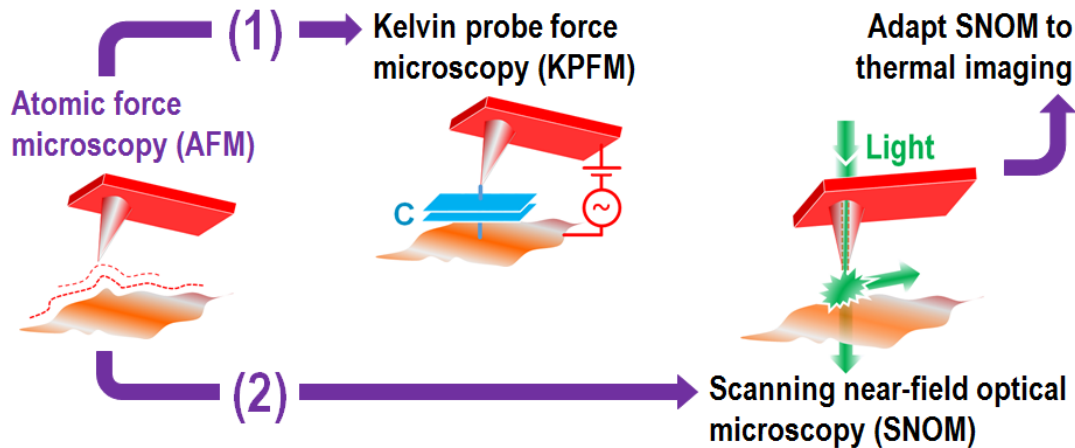 (1)
Kelvin probe force
microscopy (KPFM)
Adapt SNOM to
thermal imaging
Atomic force
microscopy (AFM)
Light
C
~
(2)
Scanning near-field optical
microscopy (SNOM)